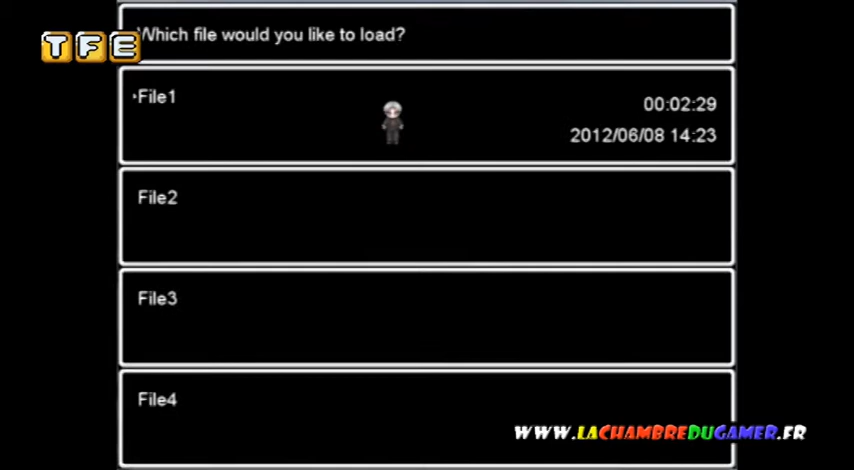 Which file would you like to load?
TFE
File1
00:02:29
2012/06/08 14:23
File2
File3
File4
WWW.LACHAMBREDUGAMER.FR